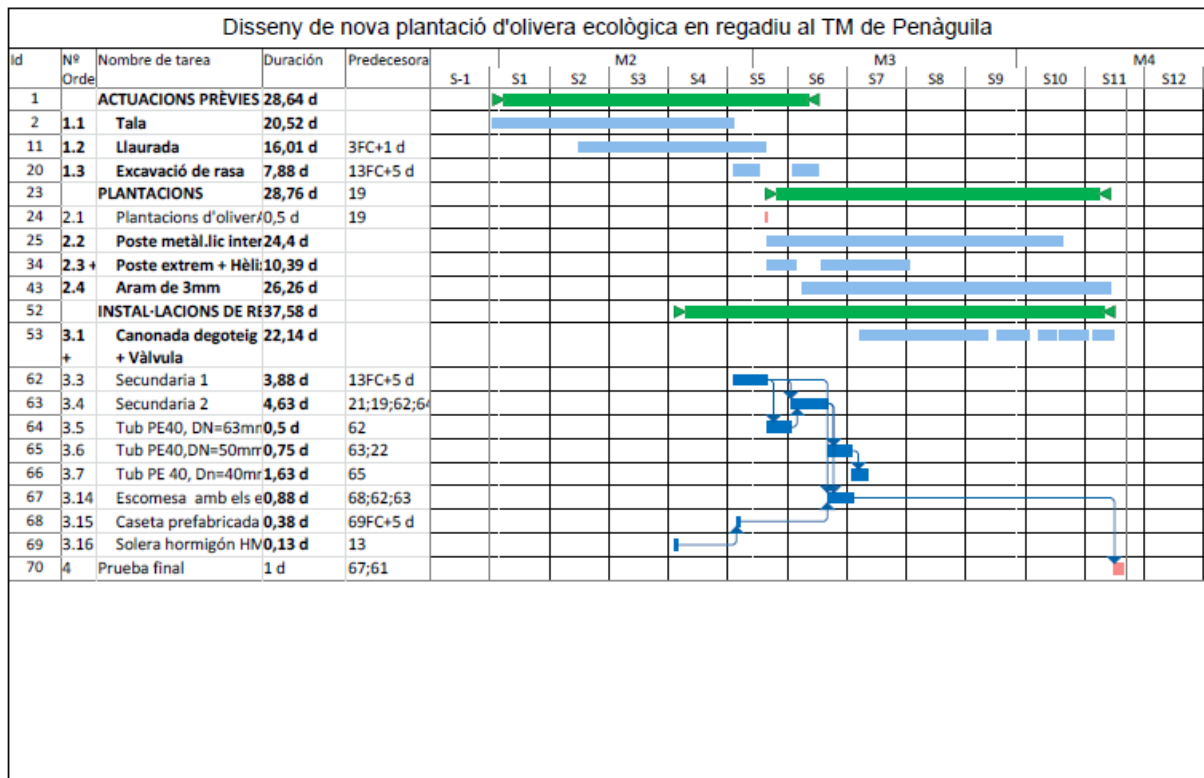 Disseny de nova plantació d'olivera ecològica en regadiu al TM de Penàguila
Id Nº Orde Nombre de tarea Duración Predecesora M2 M3 M4
S-1 S1 S2 S3 S4 S5 S6 S7 S8 S9 S10 S11 S12
1 ACTUACIONS PRÈVIES 28,64 d
2 1.1 Tala 20,52 d
11 1.2 Llaurada 16,01 d 3FC+1 d
20 1.3 Excavació de rasa 7,88 d 13FC+5 d
23 PLANTACIONS 28,76 d 19
24 2.1 Plantacions d'oliver 0,5 d 19
25 2.2 Poste metàl.lic inter 24,4 d
34 2.3 + Poste extrem + Hèli 10,39 d
43 2.4 Aram de 3mm 26,26 d
52 INSTAL·LACIONS DE RE 37,58 d
53 3.1 Canonada degoteig 22,14 d
+ + Vàlvula
62 3.3 Secundaria 1 3,88 d 13FC+5 d
63 3.4 Secundaria 2 4,63 d 21;19;62;64
64 3.5 Tub PE40, DN=63mm 0,5 d 62
65 3.6 Tub PE40,DN=50mm 0,75 d 63;22
66 3.7 Tub PE 40, Dn=40m 1,63 d 65
67 3.14 Escomesa amb els e 0,88 d 68;62;63
68 3.15 Caseta prefabricada 0,38 d 69FC+5 d
69 3.16 Solera hormigón HM 0,13 d 13
70 4 Prueba final 1 d 67;61